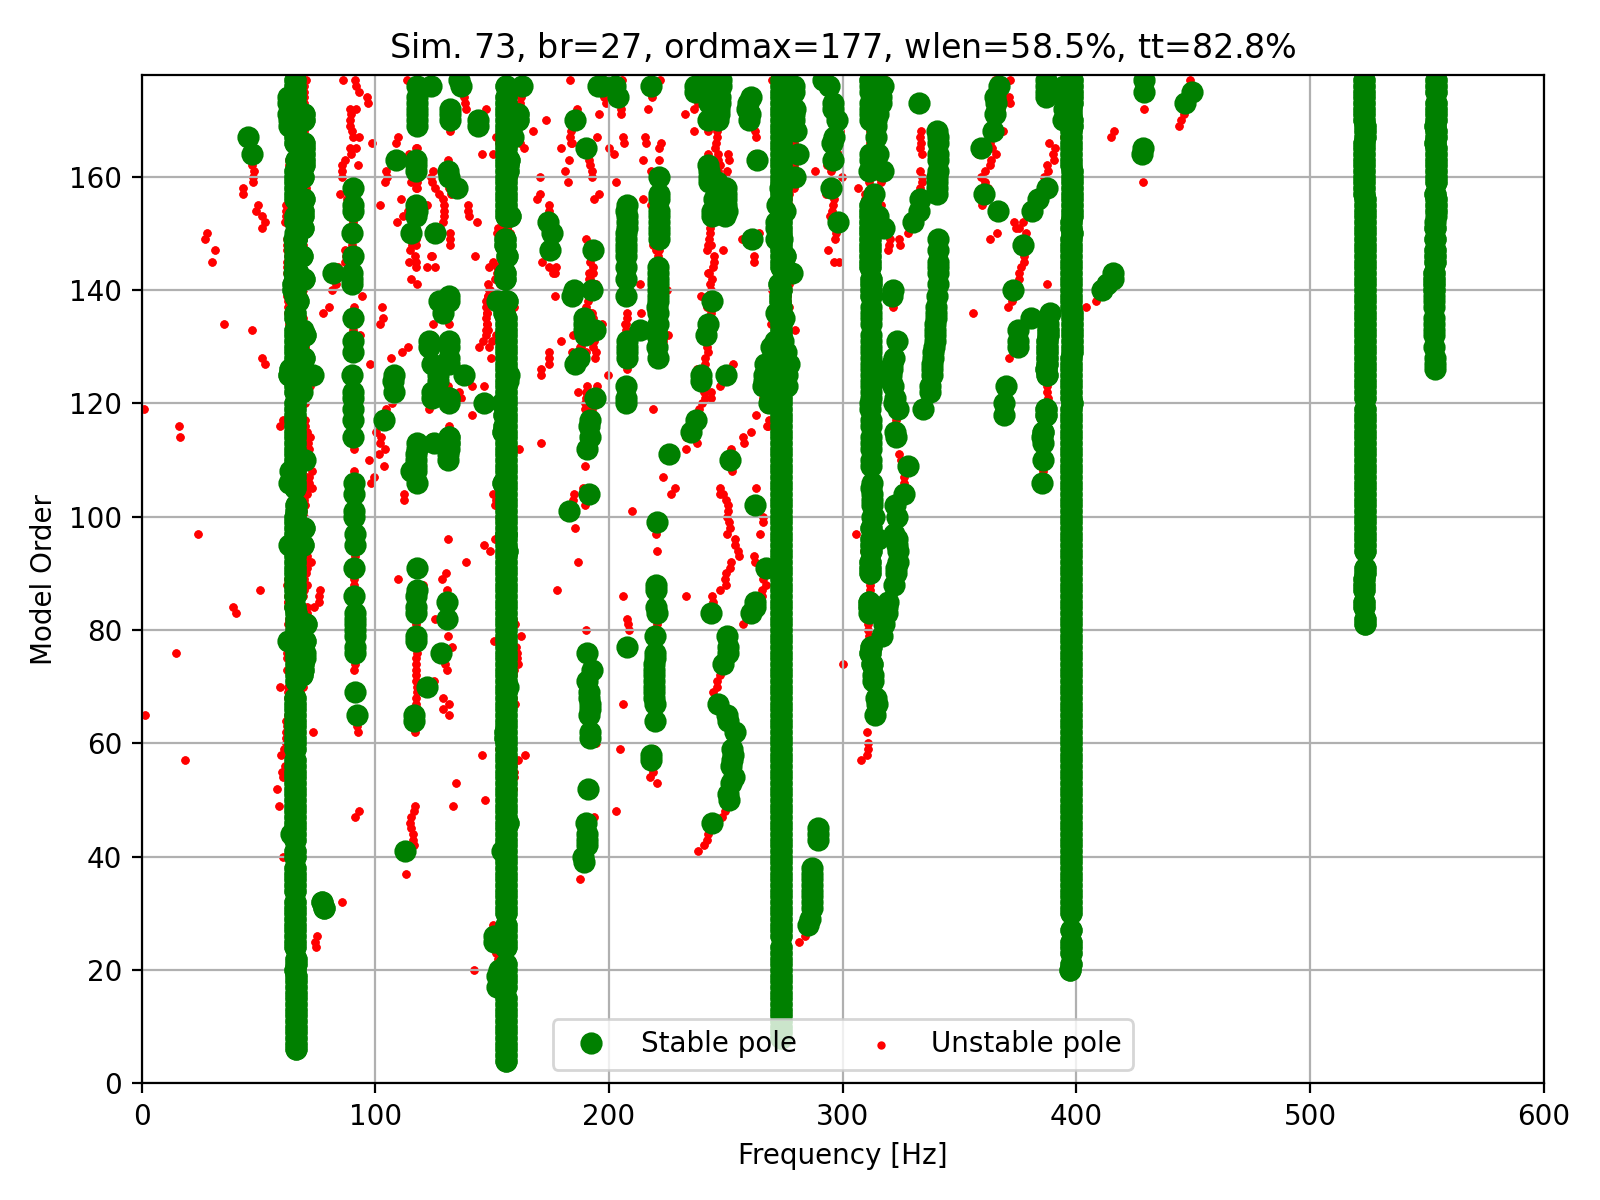 Sim. 73, br=27, ordmax=177, wlen=58.5%, tt=82.8%
160
140
120
100
80
60
40
20
0
Model Order
Stable pole
Unstable pole
0 100 200 300 400 500 600
Frequency [Hz]